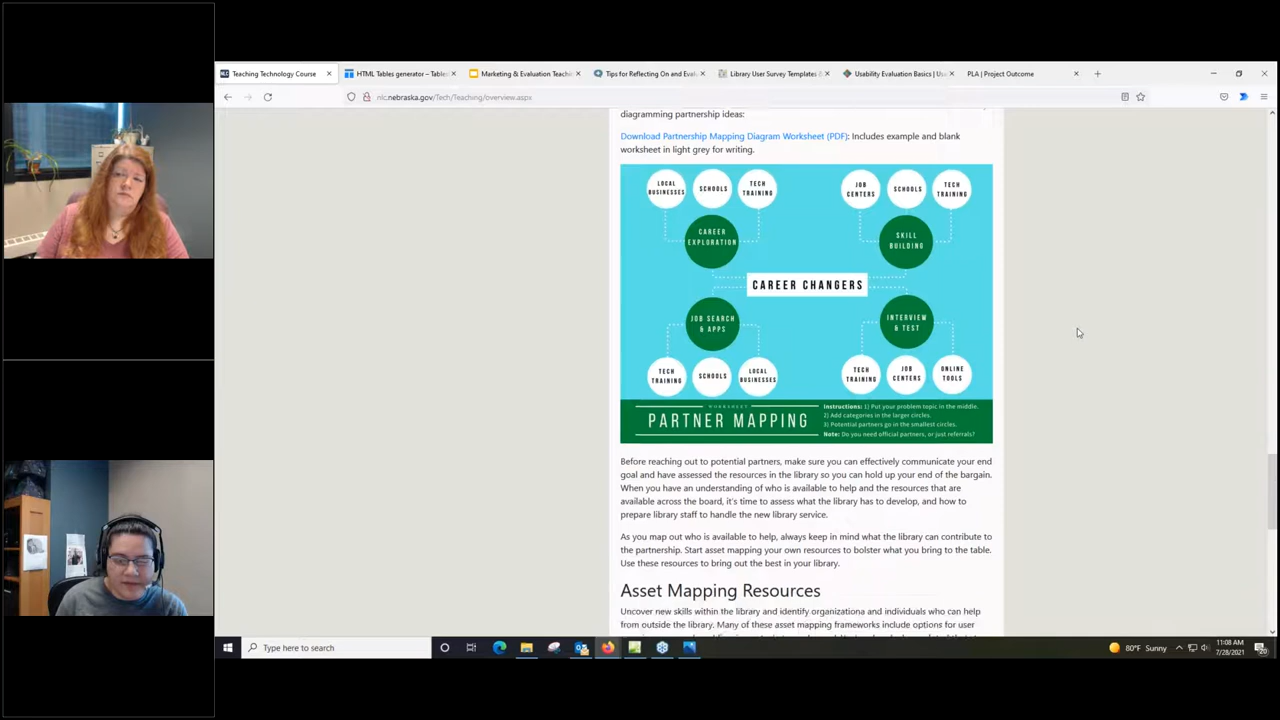 Teaching Technology Course
HTML Tables generator – Tables
Marketing & Evaluation Teachin
Tips for Reflecting On and Eval
Library User Survey Templates &
Usability Evaluation Basics | Us
PLA | Project Outcome
nlc.nebraska.gov/Tech/Teaching/overview.aspx
diagramming partnership ideas:
Download Partnership Mapping Diagram Worksheet (PDF): Includes example and blank
worksheet in light grey for writing.
LOCAL
BUSINESSES
SCHOOLS
TECH
TRAINING
JOB
CENTERS
SCHOOLS
TECH
TRAINING
CAREER
EXPLORATION
SKILL
BUILDING
CAREER CHANGERS
JOB SEARCH
& APPS
INTERVIEW
& TEST
TECH
TRAINING
SCHOOLS
LOCAL
BUSINESSES
TECH
TRAINING
JOB
CENTERS
ONLINE
TOOLS
WORKSHEET
PARTNER MAPPING
Instructions: 1) Put your problem topic in the middle.
2) Add categories in the larger circles.
3) Potential partners go in the smallest circles.
Note: Do you need official partners, or just referrals?
Before reaching out to potential partners, make sure you can effectively communicate your end
goal and have assessed the resources in the library so you can hold up your end of the bargain.
When you have an understanding of who is available to help and the resources that are
available across the board, it's time to assess what the library has to develop, and how to
prepare library staff to handle the new library service.
As you map out who is available to help, always keep in mind what the library can contribute to
the partnership. Start asset mapping your own resources to bolster what you bring to the table.
Use these resources to bring out the best in your library.
Asset Mapping Resources
Uncover new skills within the library and identify organizationa and individuals who can help
from outside the library. Many of these asset mapping frameworks include options for user
Type here to search
80°F Sunny
11:08 AM
7/28/2021
20